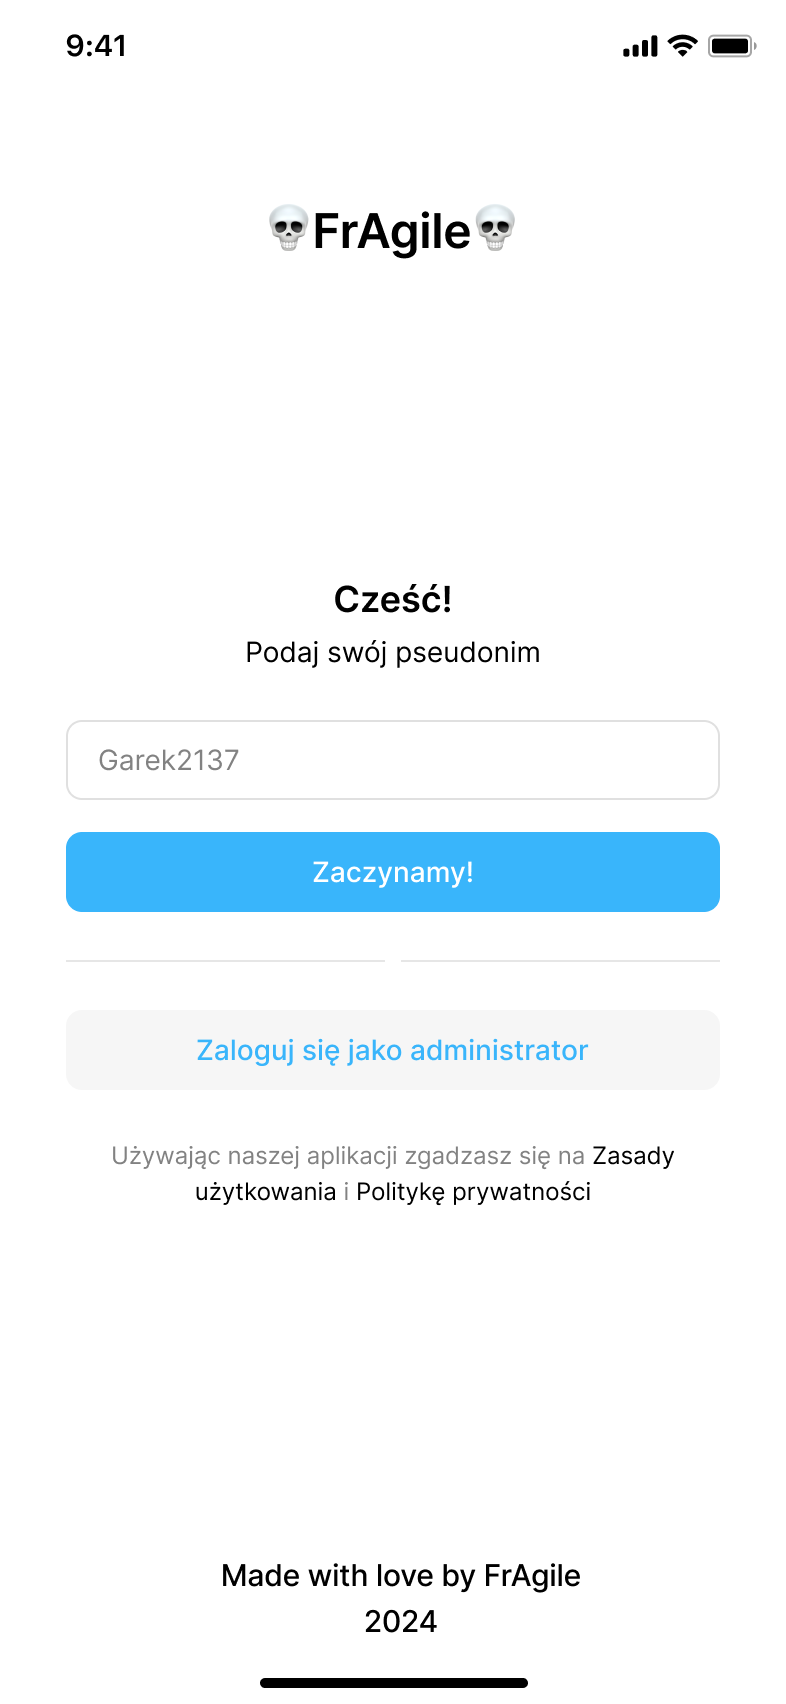 9:41
💀FrAgile💀
Cześć!
Podaj swój pseudonim
Garek2137
Zaczynamy!
Zaloguj się jako administrator
Używając naszej aplikacji zgadzasz się na Zasady
użytkowania i Politykę prywatności
Made with love by FrAgile
2024